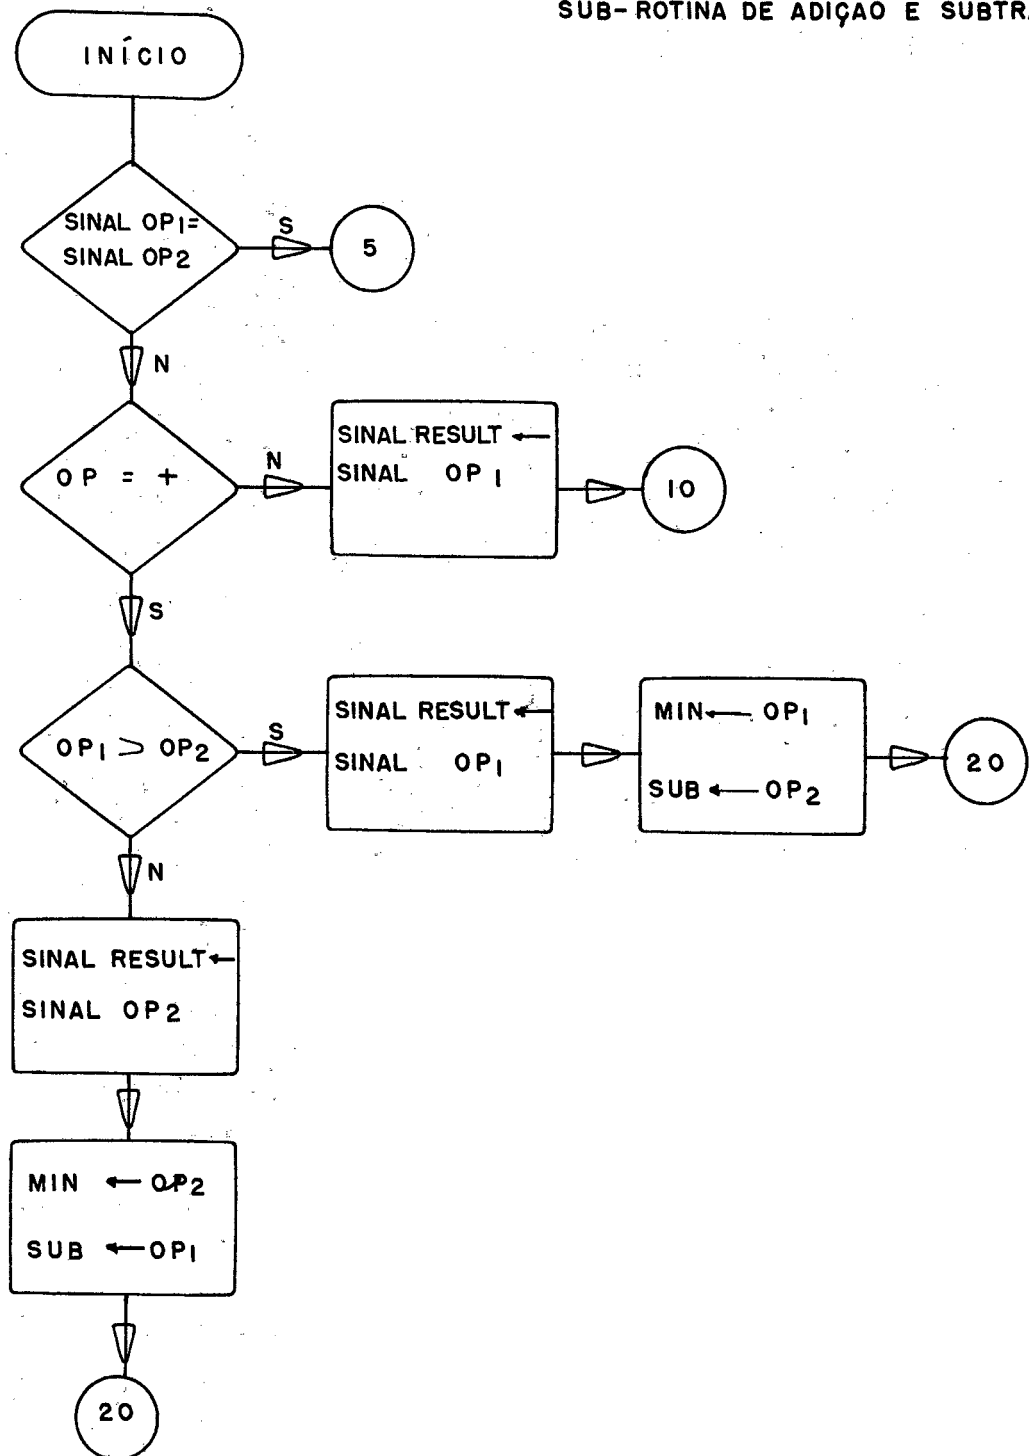 SUB-ROTINA DE ADIÇAO E
INÍCIO
SINAL OP1=
SINAL OP2
S
5
N
OP = +
N
SINAL RESULT ←
SINAL OP1
10
S
OP1 > OP2
S
SINAL RESULT ←
SINAL OP1
MIN ← OP1
SUB ← OP2
20
N
SINAL RESULT ←
SINAL OP2
MIN ← OP2
SUB ← OP1
20